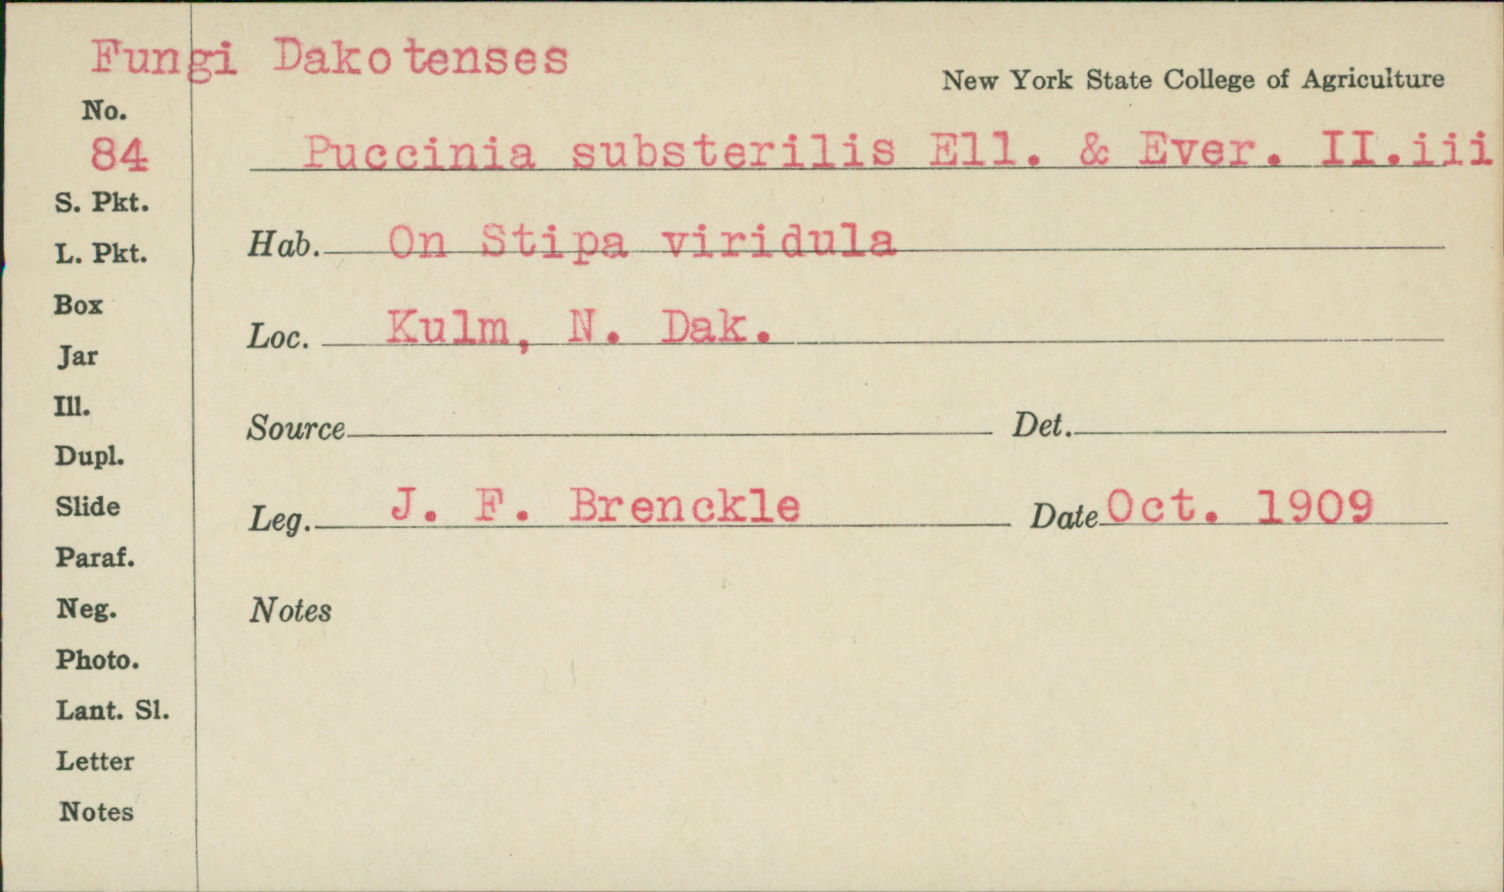 Fungi Dakotenses
New York State College of Agriculture
No.
84
Puccinia substerilis Ell. & Ever. II.iii
S. Pkt.
L. Pkt.
Box
Jar
Ill.
Dupl.
Slide
Paraf.
Neg.
Photo.
Lant. Sl.
Letter
Notes
Hab. On Stipa viridula
Loc. Kulm, N. Dak.
Source Det.
Leg. J. F. Brenckle Date Oct. 1909
Notes